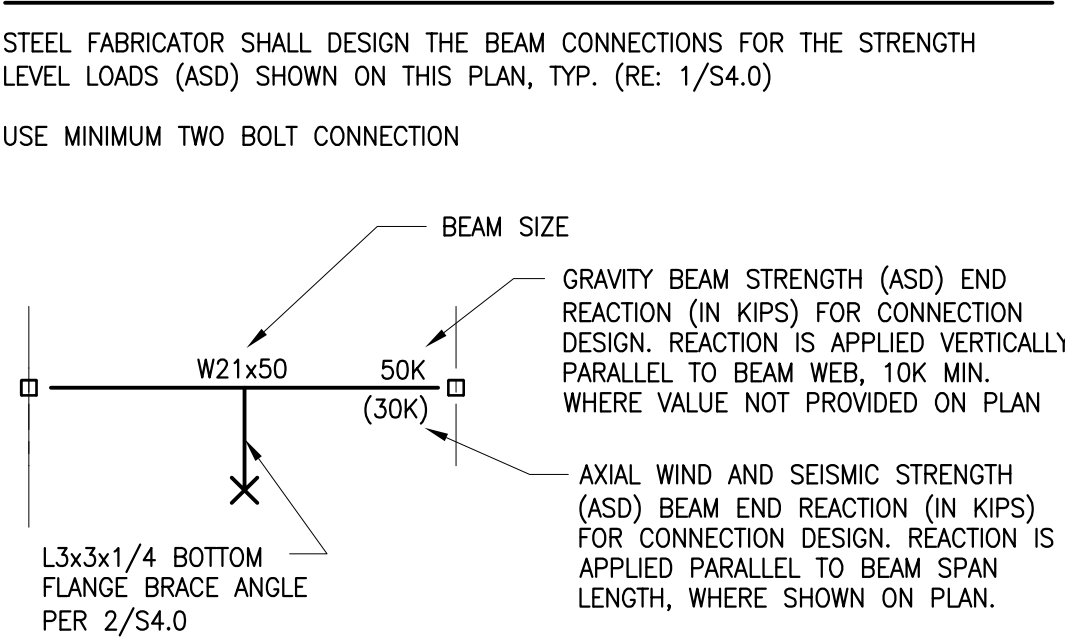 STEEL FABRICATOR SHALL DESIGN THE BEAM CONNECTIONS FOR THE STRENGTH
LEVEL LOADS (ASD) SHOWN ON THIS PLAN, TYP. (RE: 1/S4.0)
USE MINIMUM TWO BOLT CONNECTION
BEAM SIZE
GRAVITY BEAM STRENGTH (ASD) END
REACTION (IN KIPS) FOR CONNECTION
DESIGN. REACTION IS APPLIED VERTICALLY
PARALLEL TO BEAM WEB, 10K MIN.
WHERE VALUE NOT PROVIDED ON PLAN
W21x50
50K
(30K)
AXIAL WIND AND SEISMIC STRENGTH
(ASD) BEAM END REACTION (IN KIPS)
FOR CONNECTION DESIGN. REACTION IS
APPLIED PARALLEL TO BEAM SPAN
LENGTH, WHERE SHOWN ON PLAN.
L3x3x1/4 BOTTOM
FLANGE BRACE ANGLE
PER 2/S4.0